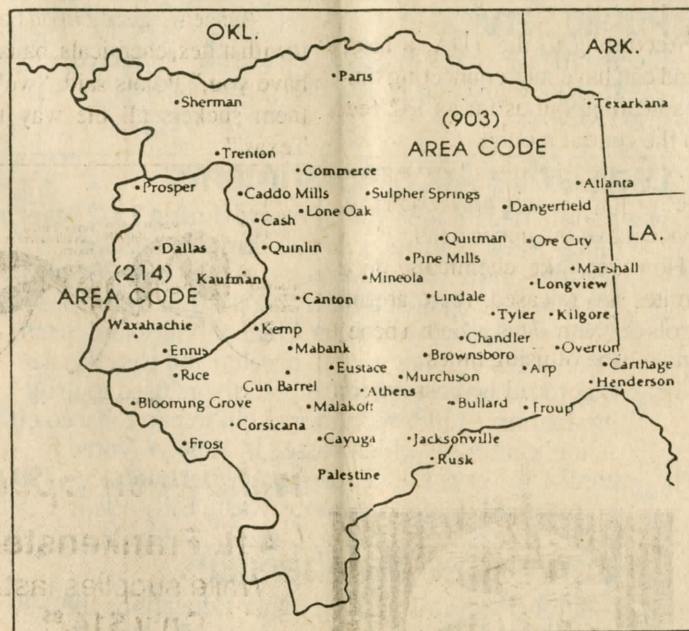 OKL.
ARK.
Paris
Sherman
Texarkana
(903)
AREA CODE
Trenton
Commerce
Prosper
Caddo Mills
Sulpher Springs
Atlanta
Lone Oak
Dangerfield
Cash
LA.
Dallas
Quinlin
Quitman
Ore City
Pine Mills
(214)
AREA CODE
Kaufman
Mineola
Marshall
Longview
Canton
Lindale
Tyler
Kilgore
Waxahachie
Kemp
Chandler
Ennis
Mabank
Brownsboro
Overton
Rice
Eustace
Murchison
Arp
Carthage
Gun Barrel
Athens
Henderson
Blooming Grove
Malakoff
Bullard
Troup
Corsicana
Frost
Cayuga
Jacksonville
Rusk
Palestine